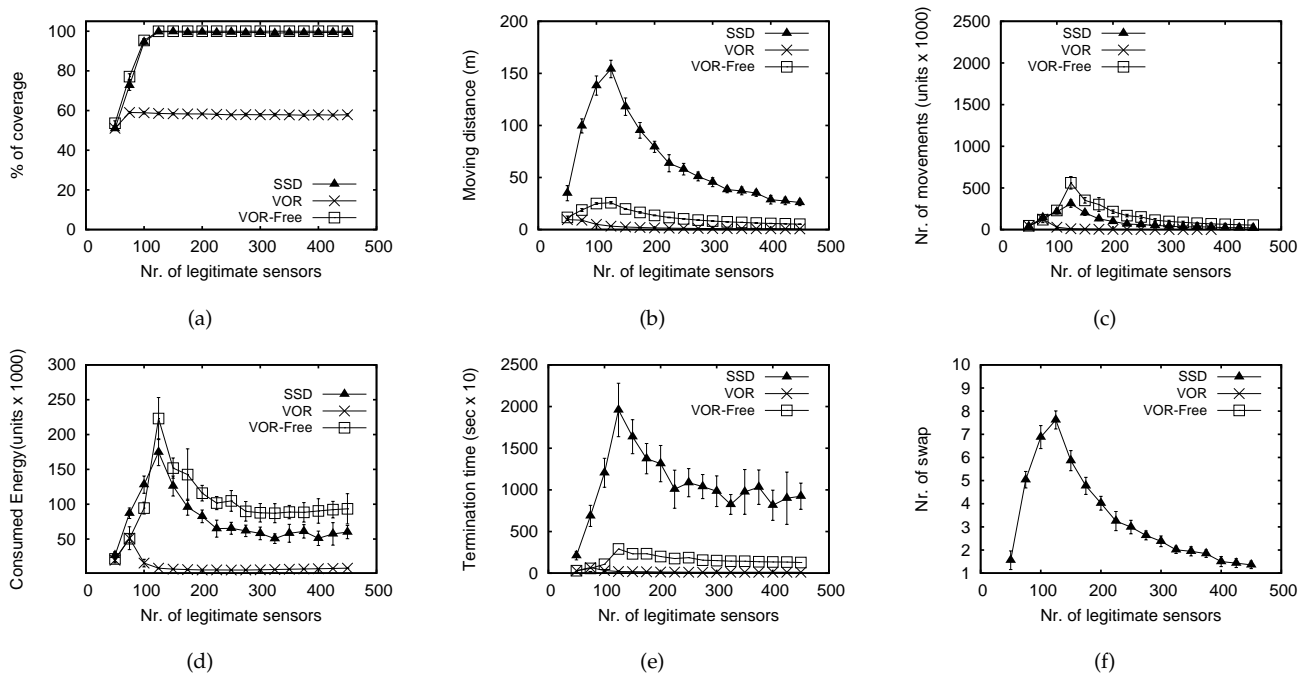 100
80
60
40
20
0
% of coverage
SSD
VOR
VOR-Free
0 100 200 300 400 500
Nr. of legitimate sensors
(a)
200
150
100
50
0
Moving distance (m)
SSD
VOR
VOR-Free
0 100 200 300 400 500
Nr. of legitimate sensors
(b)
2500
2000
1500
1000
500
0
Nr. of movements (units x 1000)
SSD
VOR
VOR-Free
0 100 200 300 400 500
Nr. of legitimate sensors
(c)
300
250
200
150
100
50
Consumed Energy(units x 1000)
SSD
VOR
VOR-Free
0 100 200 300 400 500
Nr. of legitimate sensors
(d)
2500
2000
1500
1000
500
0
Termination time (sec x 10)
SSD
VOR
VOR-Free
0 100 200 300 400 500
Nr. of legitimate sensors
(e)
10
9
8
7
6
5
4
3
2
1
Nr. of swap
SSD
VOR
VOR-Free
0 100 200 300 400 500
Nr. of legitimate sensors
(f)